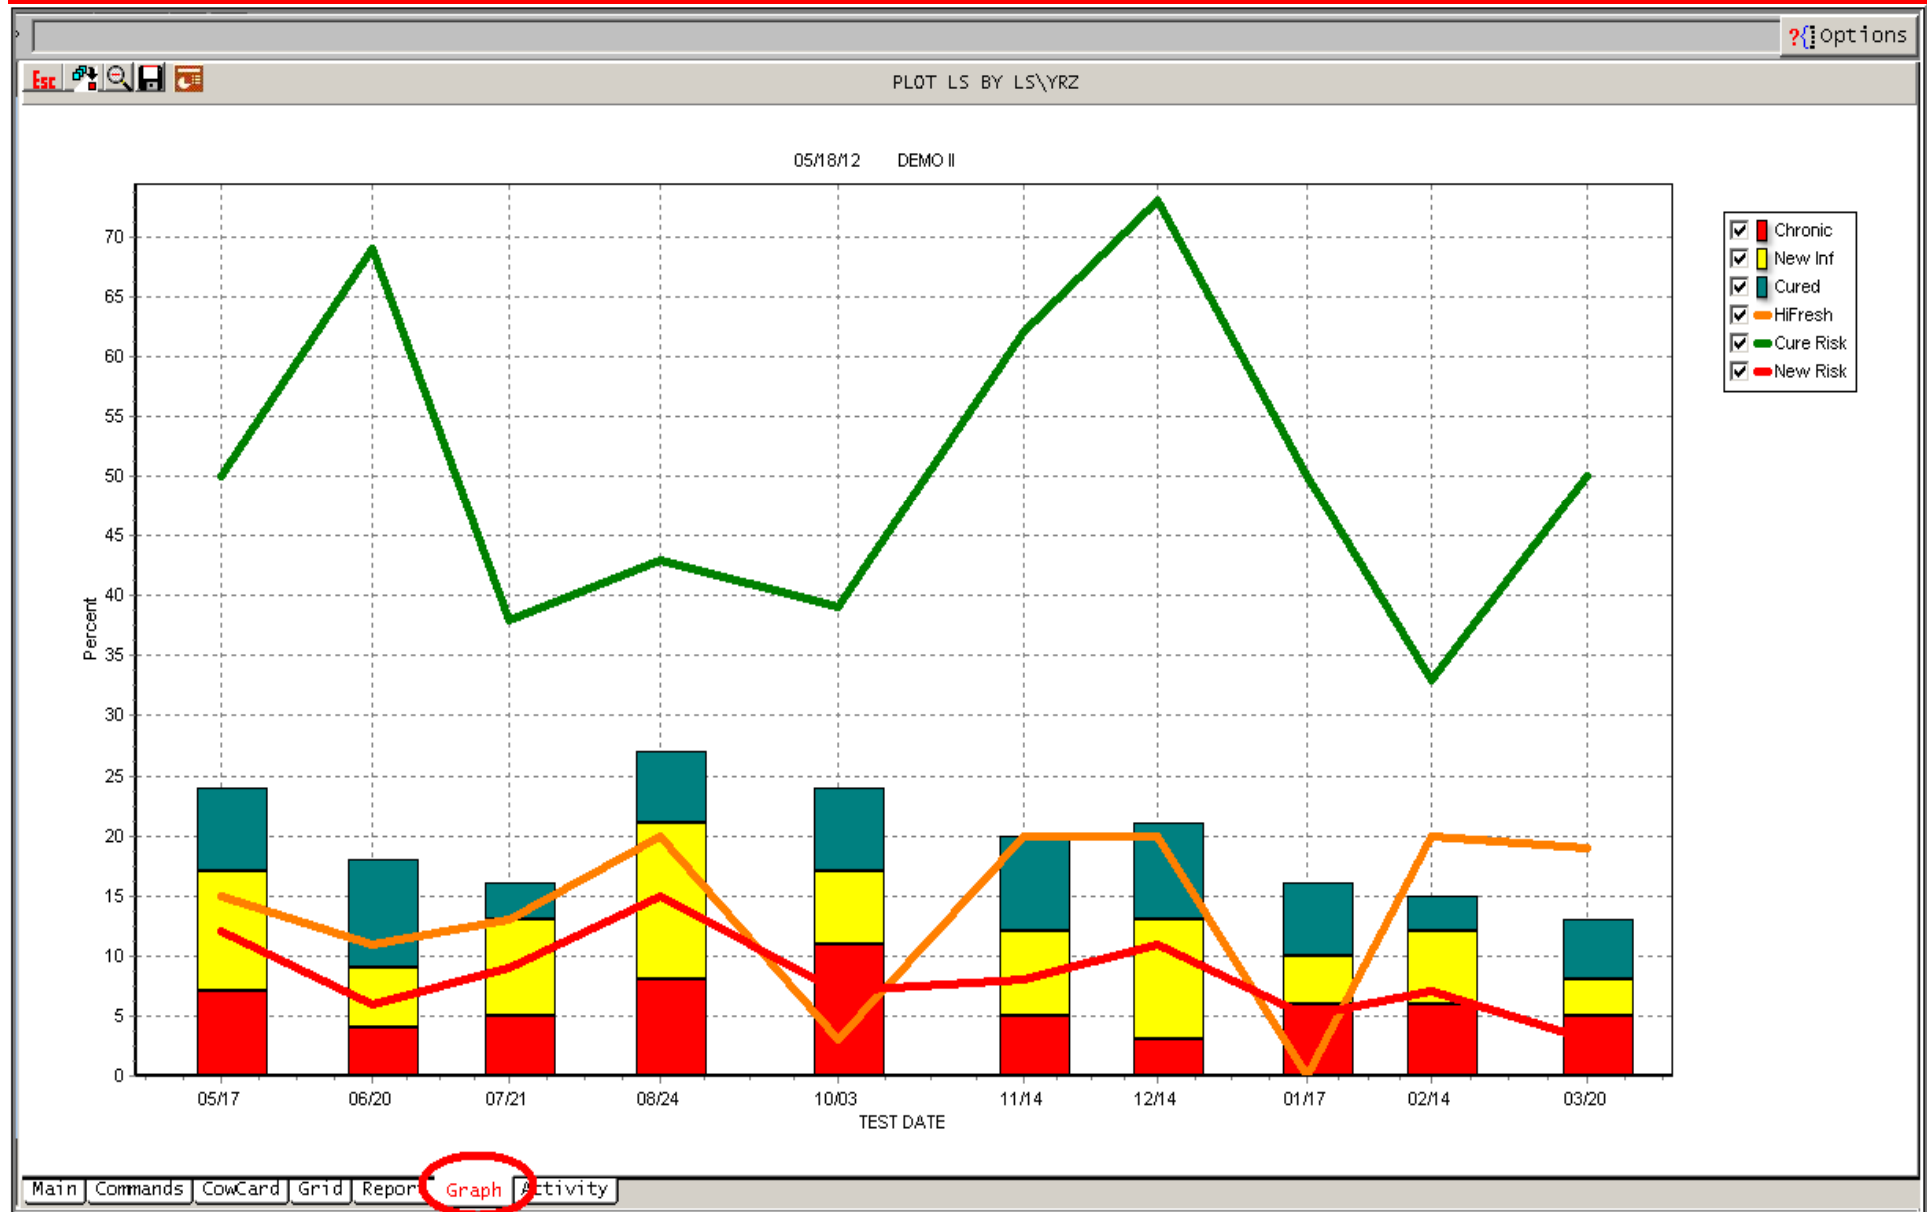 ?{ Options
Esc
PLOT LS BY LS\YRZ
05/18/12 DEMO II
Chronic
New Inf
Cured
HiFresh
Cure Risk
New Risk
70
65
60
55
50
45
40
35
30
25
20
15
10
5
0
Percent
05/17 06/20 07/21 08/24 10/03 11/14 12/14 01/17 02/14 03/20
TEST DATE
Main Commands CowCard Grid Report Graph Activity